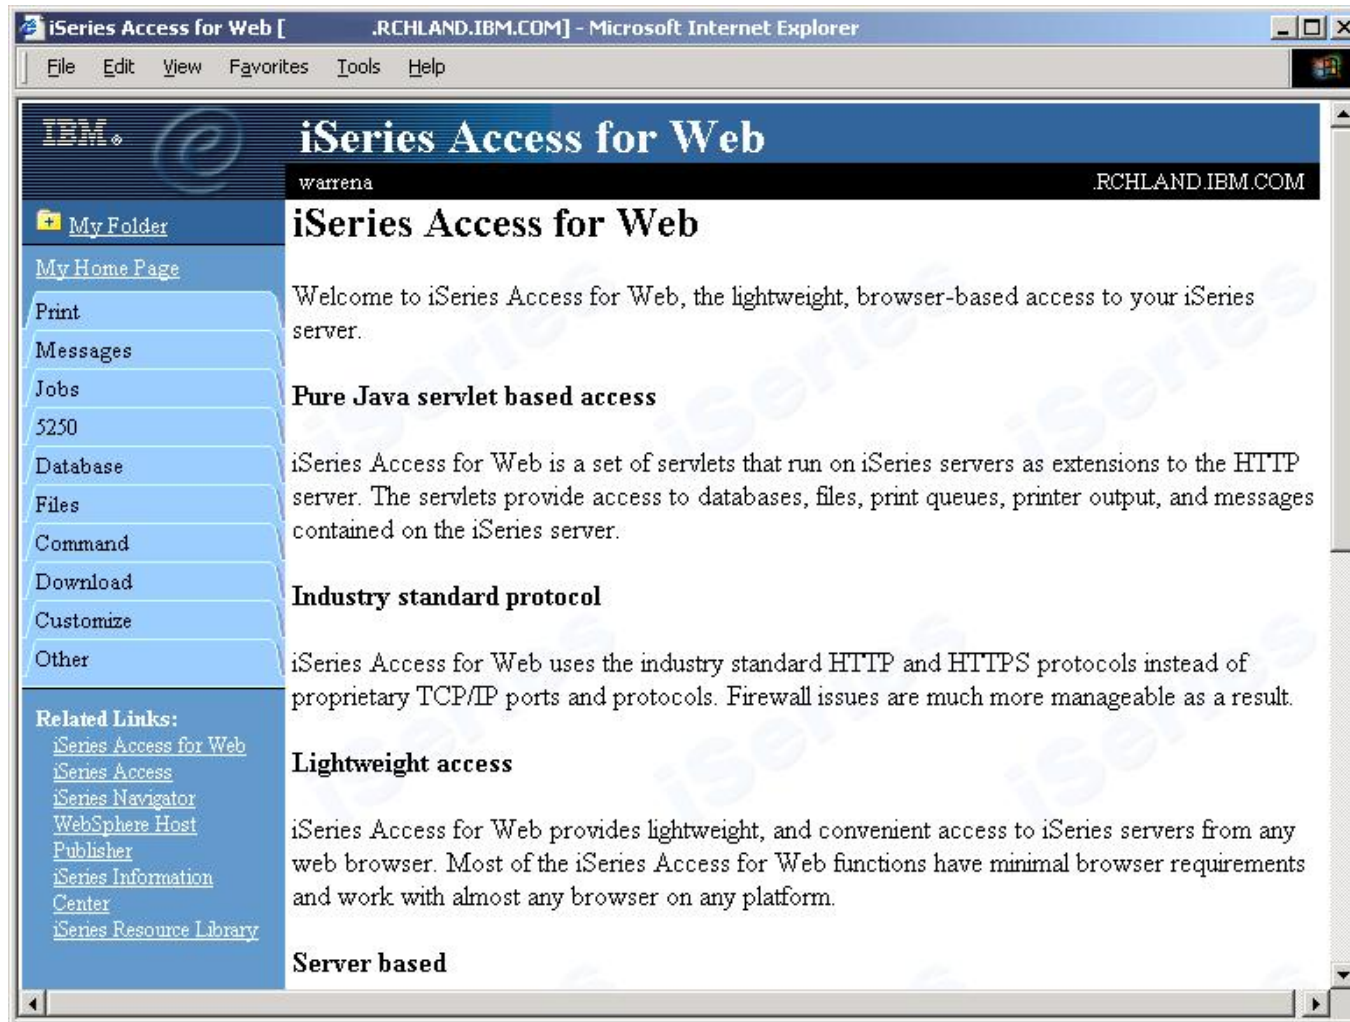 iSeries Access for Web [ .RCHLAND.IBM.COM] - Microsoft Internet Explorer
File Edit View Favorites Tools Help
IBM
iSeries Access for Web
warrena .RCHLAND.IBM.COM
My Folder
My Home Page
Print
Messages
Jobs
5250
Database
Files
Command
Download
Customize
Other
Related Links:
iSeries Access for Web
iSeries Access
iSeries Navigator
WebSphere Host
Publisher
iSeries Information
Center
iSeries Resource Library
iSeries Access for Web
Welcome to iSeries Access for Web, the lightweight, browser-based access to your iSeries
server.
Pure Java servlet based access
iSeries Access for Web is a set of servlets that run on iSeries servers as extensions to the HTTP
server. The servlets provide access to databases, files, print queues, printer output, and messages
contained on the iSeries server.
Industry standard protocol
iSeries Access for Web uses the industry standard HTTP and HTTPS protocols instead of
proprietary TCP/IP ports and protocols. Firewall issues are much more manageable as a result.
Lightweight access
iSeries Access for Web provides lightweight, and convenient access to iSeries servers from any
web browser. Most of the iSeries Access for Web functions have minimal browser requirements
and work with almost any browser on any platform.
Server based